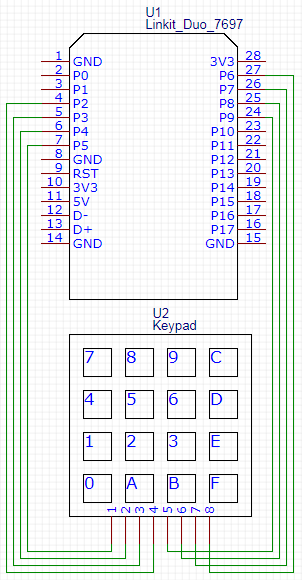 U1
Linkit_Duo_7697
1 GND 3V3 28
2 P0 P6 27
3 P1 P7 26
4 P2 P8 25
5 P3 P9 24
6 P4 P10 23
7 P5 P11 22
8 GND P12 21
9 RST P13 20
10 3V3 P14 19
11 5V P15 18
12 D- P16 17
13 D+ P17 16
14 GND GND 15
U2
Keypad
7 8 9 C
4 5 6 D
1 2 3 E
0 A B F
1 2 3 4 5 6 7 8